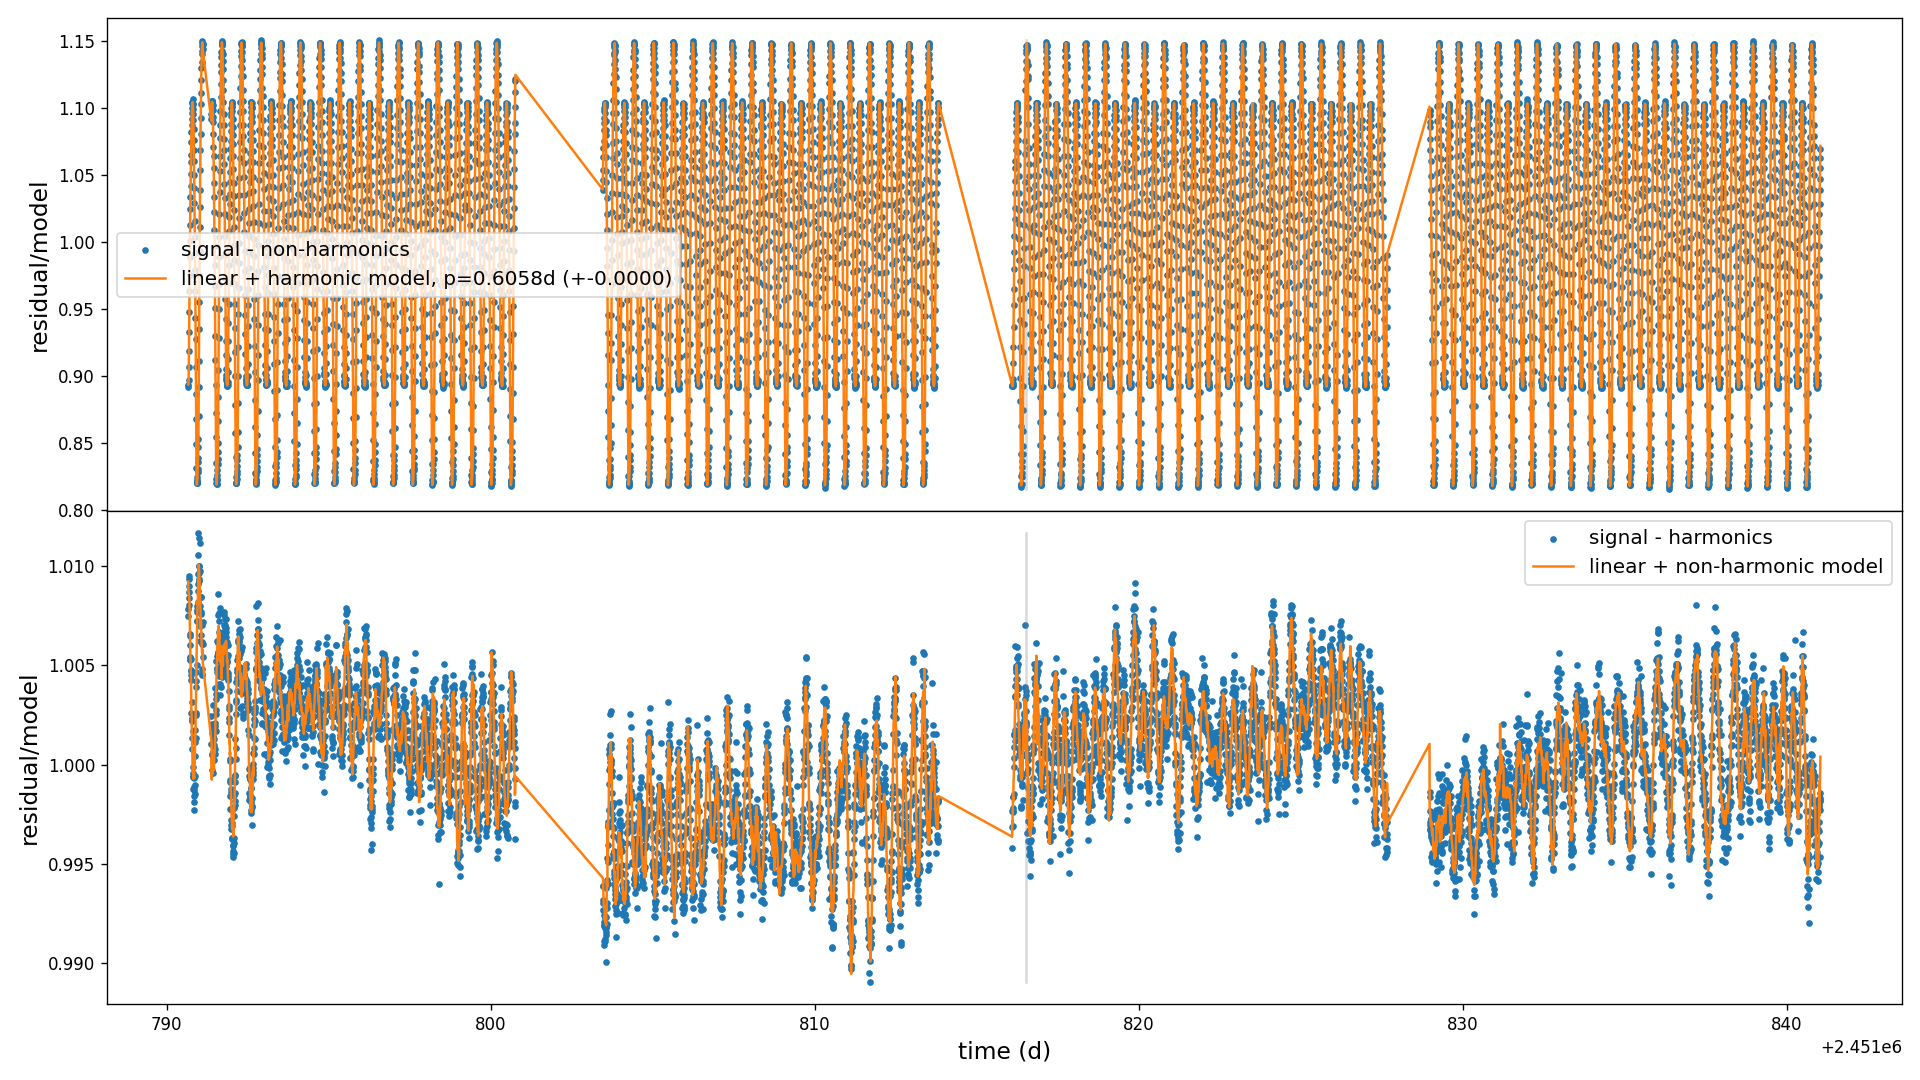 1.15
1.10
1.05
1.00
0.95
0.90
0.85
0.80
residual/model
signal - non-harmonics
linear + harmonic model, p=0.6058d (+-0.0000)
1.010
1.005
1.000
0.995
0.990
residual/model
signal - harmonics
linear + non-harmonic model
790
800
810
820
830
840
time (d)
+2.451e6